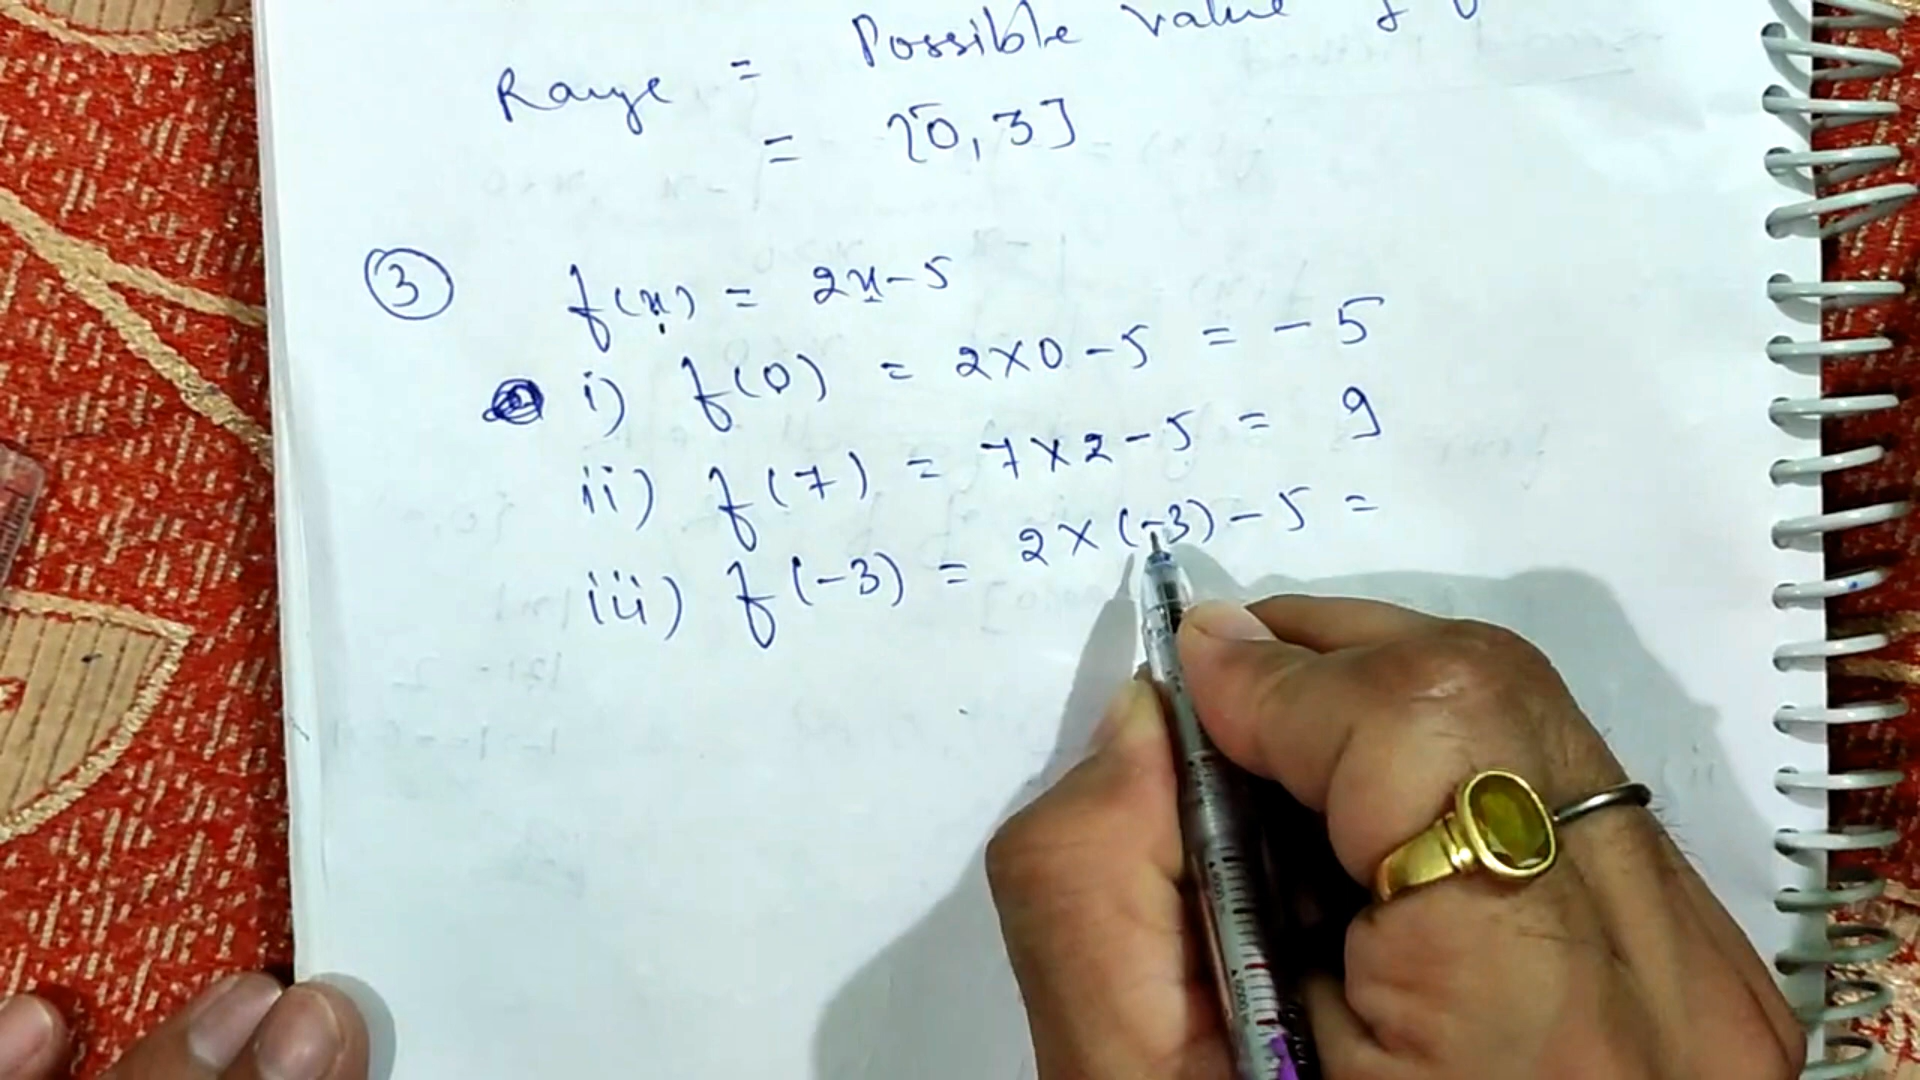 Possible value
Range =
= [0, 3]
3 f(x) = 2x-5
i) f(0) = 2×0-5 = -5
ii) f(7) = 7×2-5 = 9
iii) f(-3) = 2×(-3)-5 =